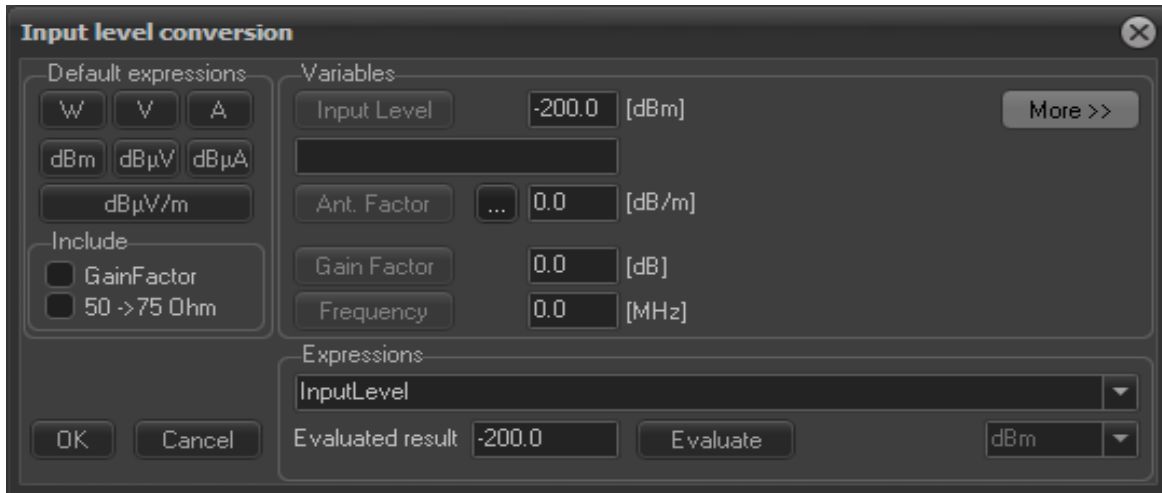 Input level conversion
Default expressions
W V A
dBm dBµV dBµA
dBµV/m
Include
GainFactor
50 ->75 Ohm
OK Cancel
Variables
Input Level -200.0 [dBm] More >>
Ant. Factor ... 0.0 [dB/m]
Gain Factor 0.0 [dB]
Frequency 0.0 [MHz]
Expressions
InputLevel
Evaluated result -200.0 Evaluate dBm